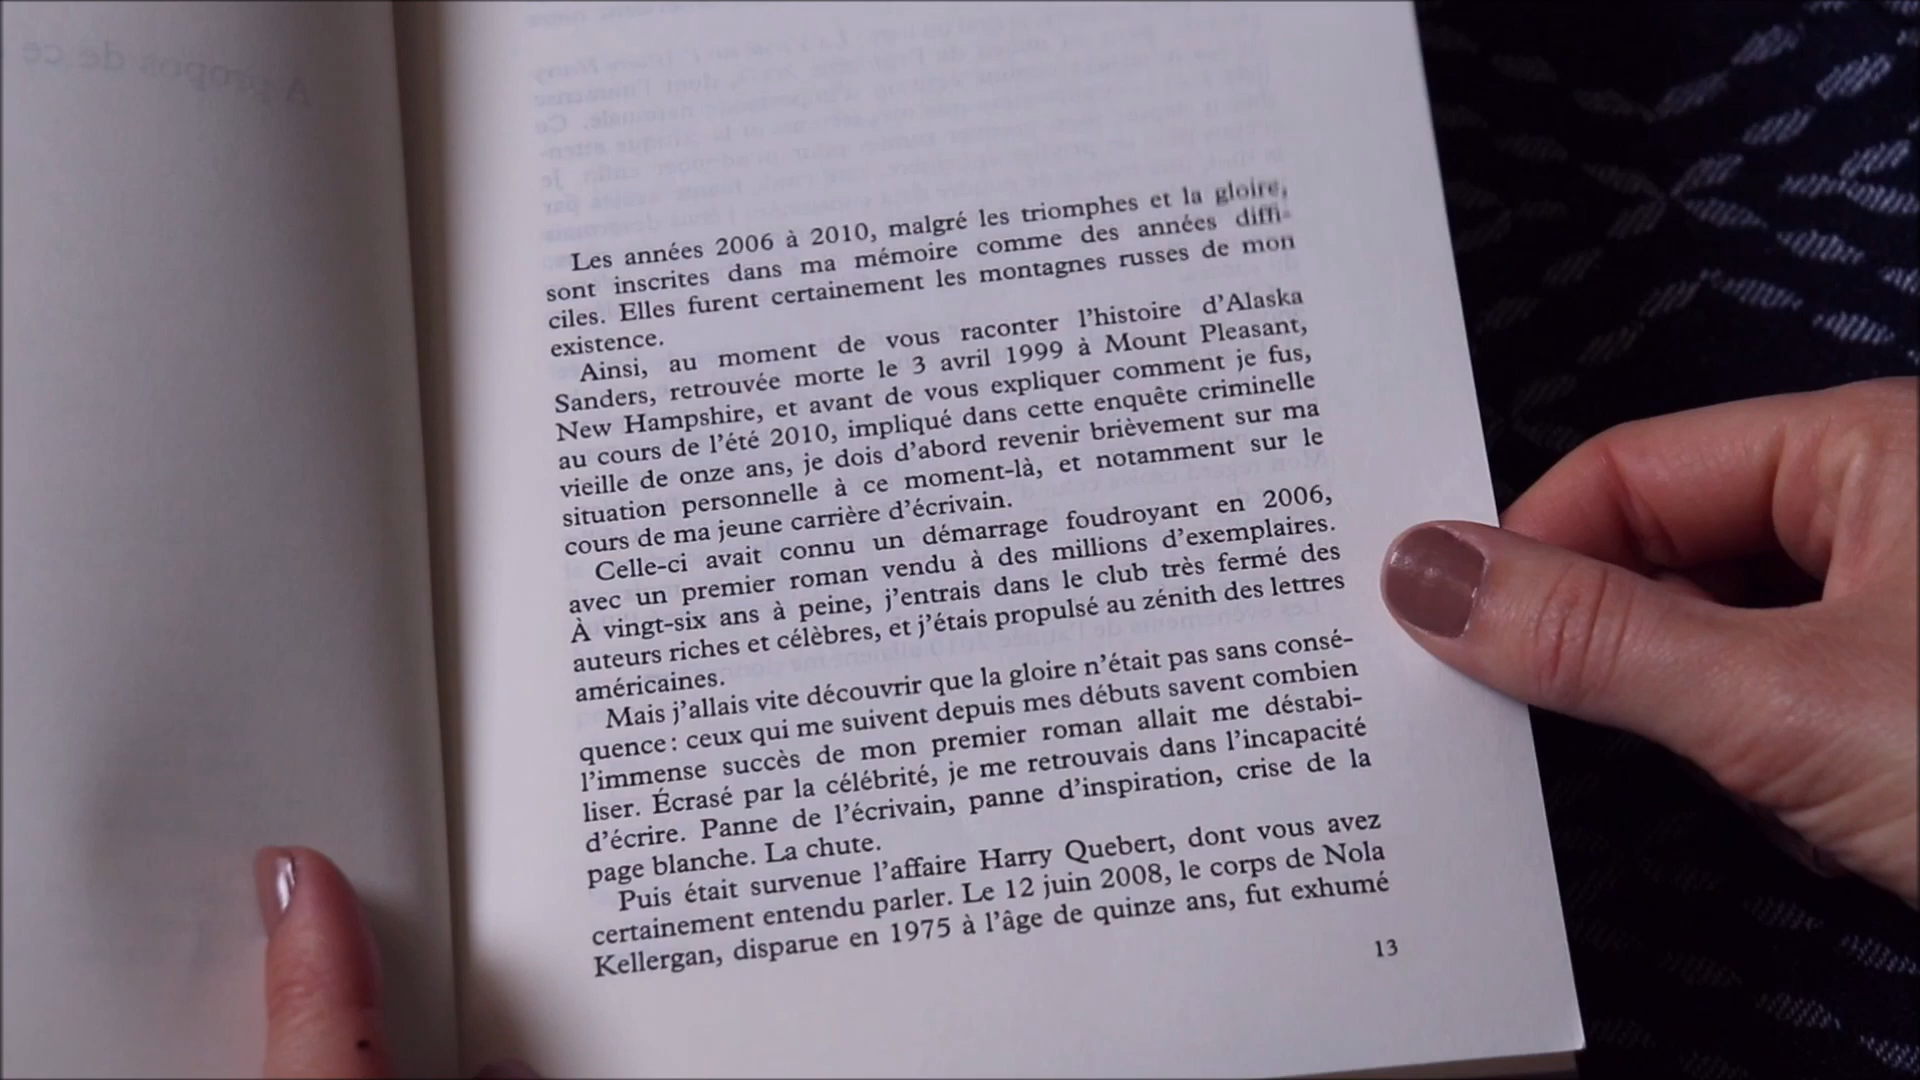 À propos de ce
Les années 2006 à 2010, malgré les triomphes et la gloire,
sont inscrites dans ma mémoire comme des années diffi-
ciles. Elles furent certainement les montagnes russes de mon
existence.
Ainsi, au moment de vous raconter l'histoire d'Alaska
Sanders, retrouvée morte le 3 avril 1999 à Mount Pleasant,
New Hampshire, et avant de vous expliquer comment je fus,
au cours de l'été 2010, impliqué dans cette enquête criminelle
vieille de onze ans, je dois d'abord revenir brièvement sur ma
situation personnelle à ce moment-là, et notamment sur le
cours de ma jeune carrière d'écrivain.
Celle-ci avait connu un démarrage foudroyant en 2006,
avec un premier roman vendu à des millions d'exemplaires.
À vingt-six ans à peine, j'entrais dans le club très fermé des
auteurs riches et célèbres, et j'étais propulsé au zénith des lettres
américaines.
Mais j'allais vite découvrir que la gloire n'était pas sans consé-
quence : ceux qui me suivent depuis mes débuts savent combien
l'immense succès de mon premier roman allait me déstabi-
liser. Écrasé par la célébrité, je me retrouvais dans l'incapacité
d'écrire. Panne de l'écrivain, panne d'inspiration, crise de la
page blanche. La chute.
Puis était survenue l'affaire Harry Quebert, dont vous avez
certainement entendu parler. Le 12 juin 2008, le corps de Nola
Kellergan, disparue en 1975 à l'âge de quinze ans, fut exhumé
13